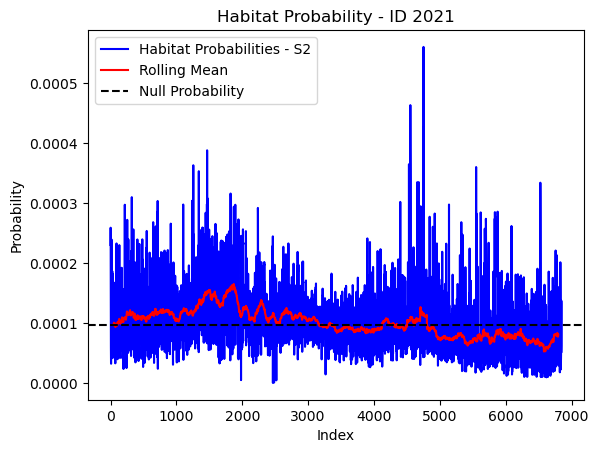 Habitat Probability - ID 2021
Habitat Probabilities - S2
Rolling Mean
Null Probability
0.0005
0.0004
0.0003
0.0002
0.0001
0.0000
Probability
0 1000 2000 3000 4000 5000 6000 7000
Index